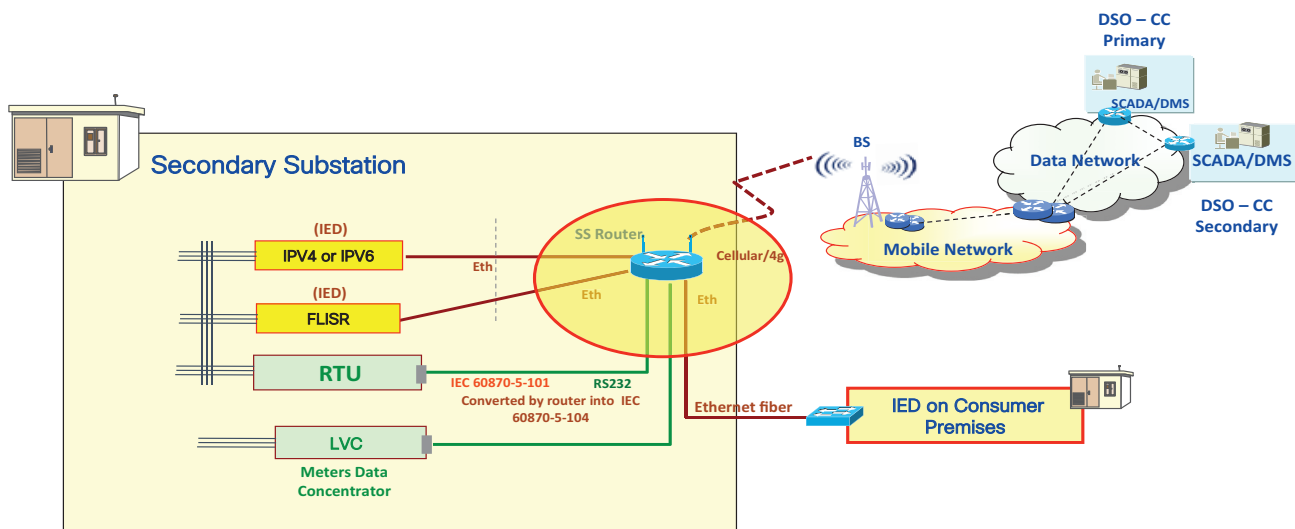 DSO – CC
Primary
SCADA/DMS
Secondary Substation
BS
Data Network
SCADA/DMS
DSO – CC
Secondary
(IED)
SS Router
IPV4 or IPV6
Eth
Cellular/4g
Mobile Network
(IED)
Eth
Eth
FLISR
RTU
IEC 60870-5-101
RS232
Converted by router into IEC
60870-5-104
Ethernet fiber
IED on Consumer
Premises
LVC
Meters Data
Concentrator